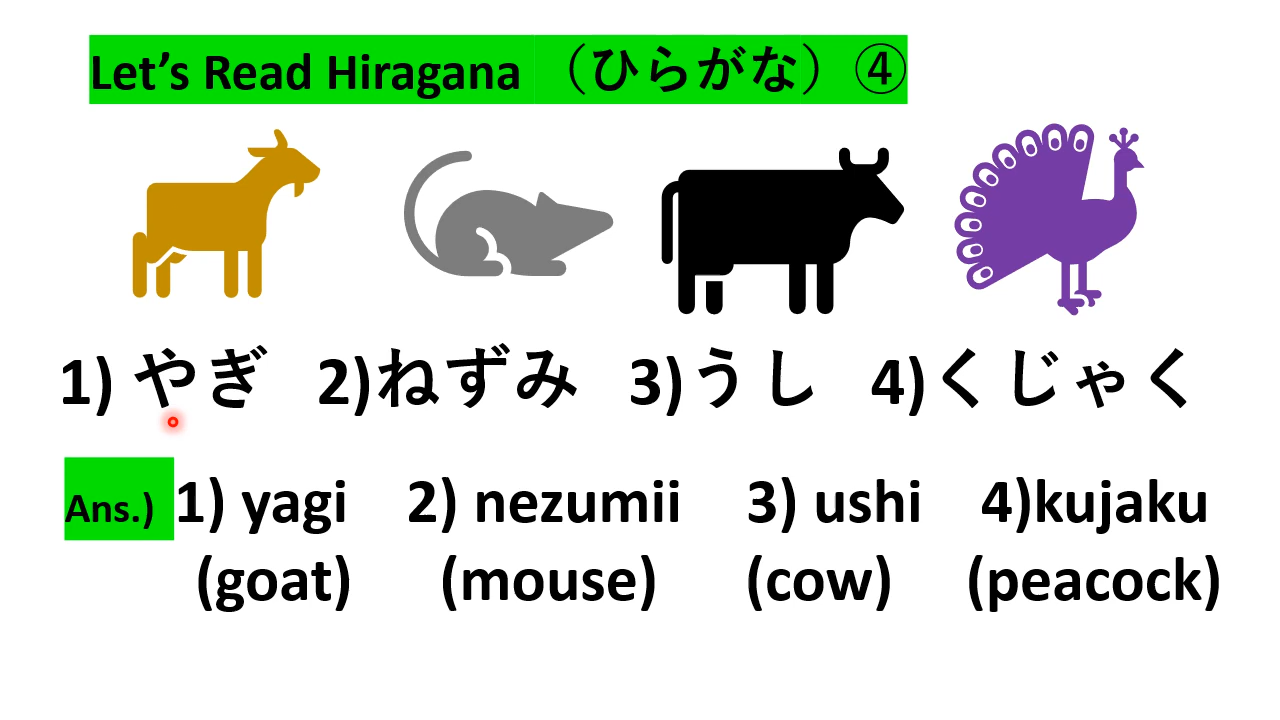 Let's Read Hiragana （ひらがな）④
1) やぎ 2)ねずみ 3)うし 4)くじゃく
Ans.) 1) yagi 2) nezumii 3) ushi 4)kujaku
(goat) (mouse) (cow) (peacock)